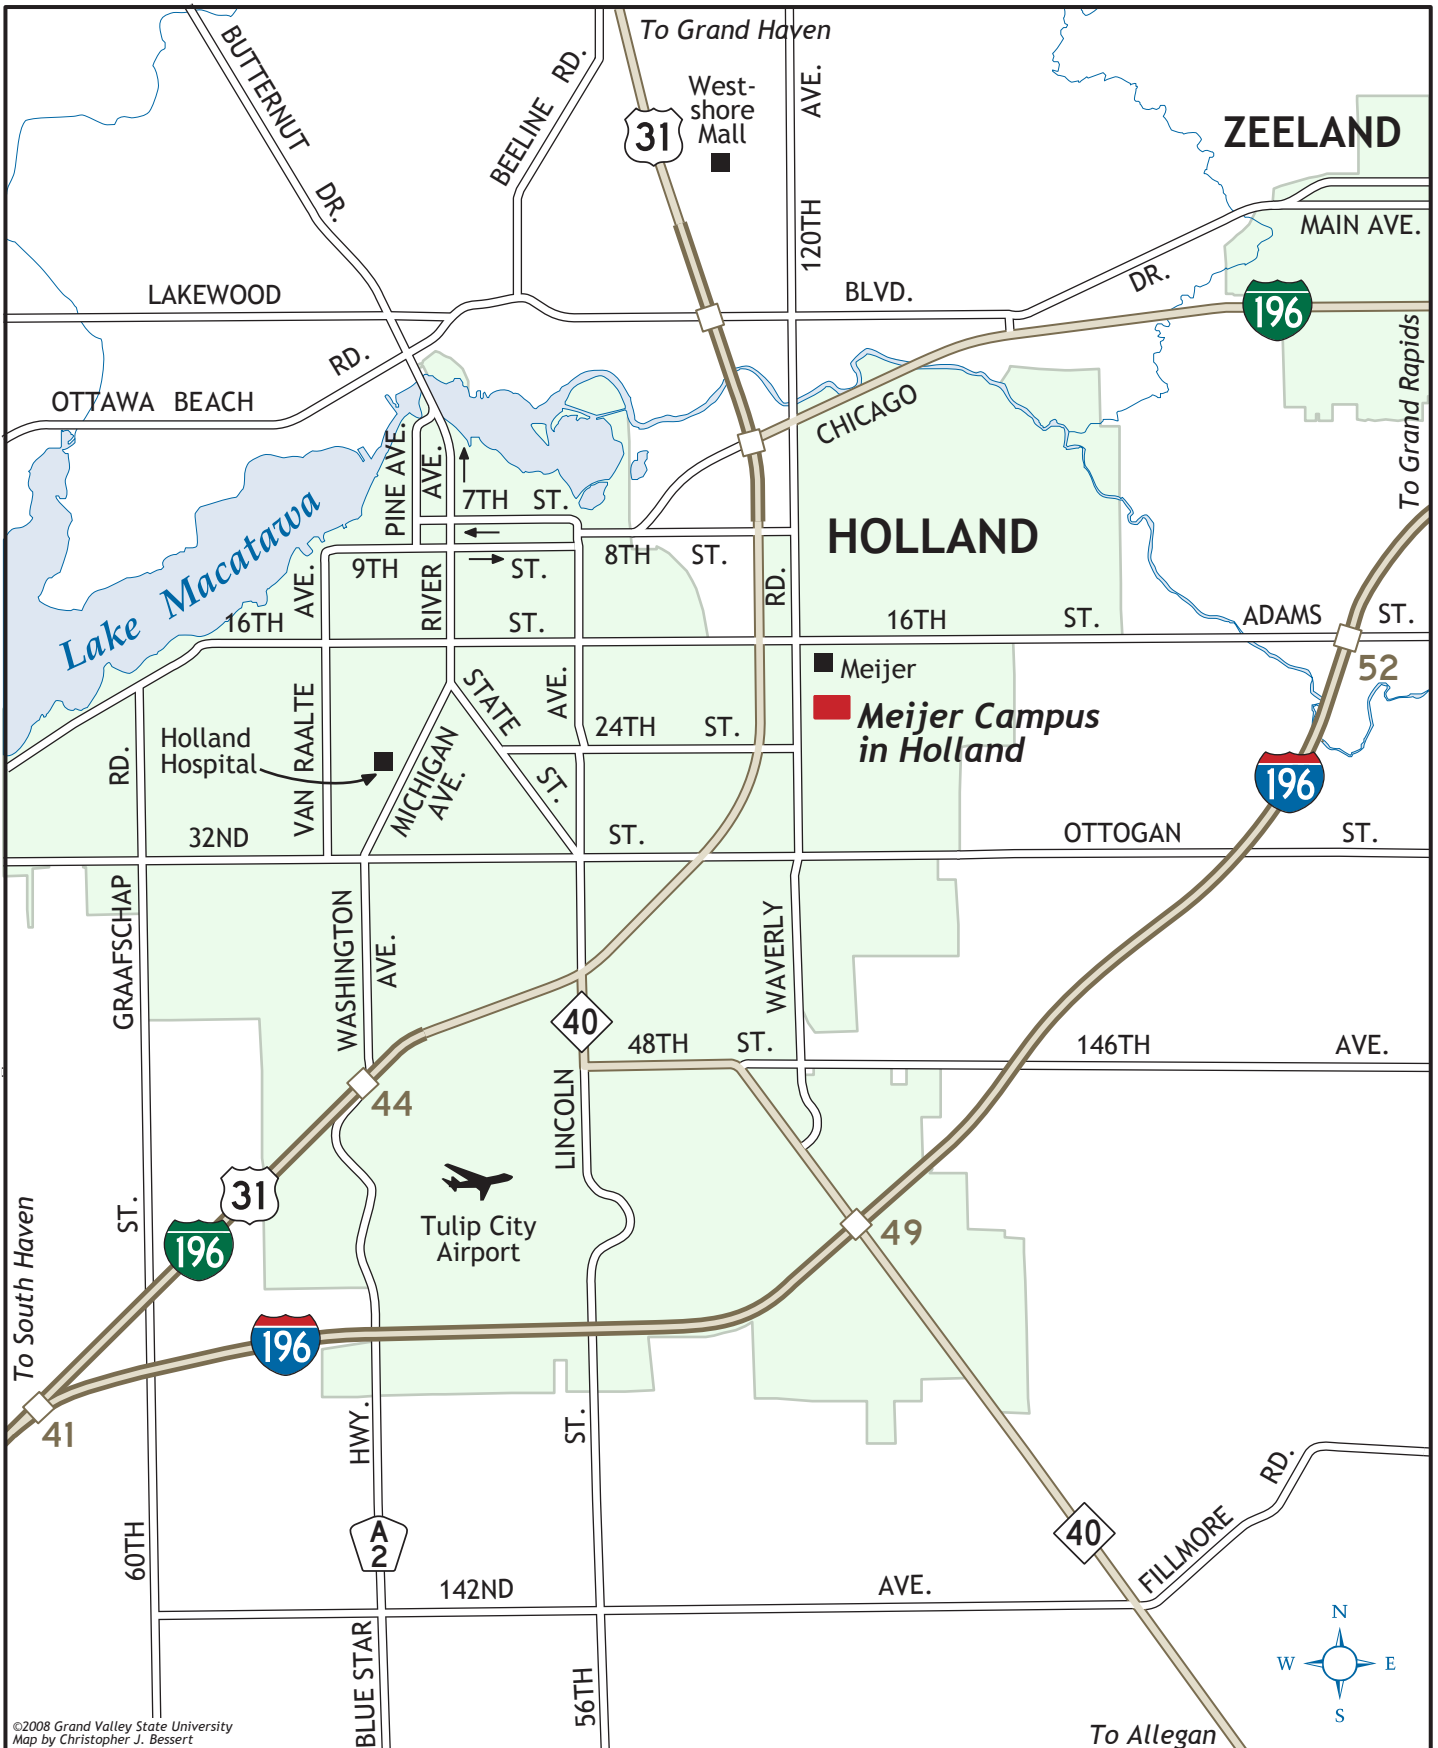 To Grand Haven
BUTTERNUT
DR.
BEELINE RD.
31
West-
shore
Mall
AVE.
120TH
ZEELAND
MAIN AVE.
LAKEWOOD
BLVD.
DR.
196
To Grand Rapids
OTTAWA BEACH
RD.
CHICAGO
PINE AVE.
AVE.
7TH ST.
Lake Macatawa
HOLLAND
9TH
ST.
8TH ST.
AVE.
RIVER
RD.
16TH
ST.
16TH
ST.
ADAMS ST.
52
Meijer
Meijer Campus
in Holland
STATE
ST.
AVE.
24TH ST.
Holland
Hospital
RD.
VAN RAALTE
MICHIGAN
AVE.
196
32ND
ST.
OTTOGAN
ST.
GRAAFSCHAP
WASHINGTON
AVE.
WAVERLY
40
48TH ST.
146TH
AVE.
44
LINCOLN
31
196
Tulip City
Airport
49
ST.
To South Haven
196
41
HWY.
ST.
RD.
FILLMORE
40
60TH
A
2
142ND
AVE.
BLUE STAR
56TH
N
W
E
S
To Allegan
©2008 Grand Valley State University
Map by Christopher J. Bessert